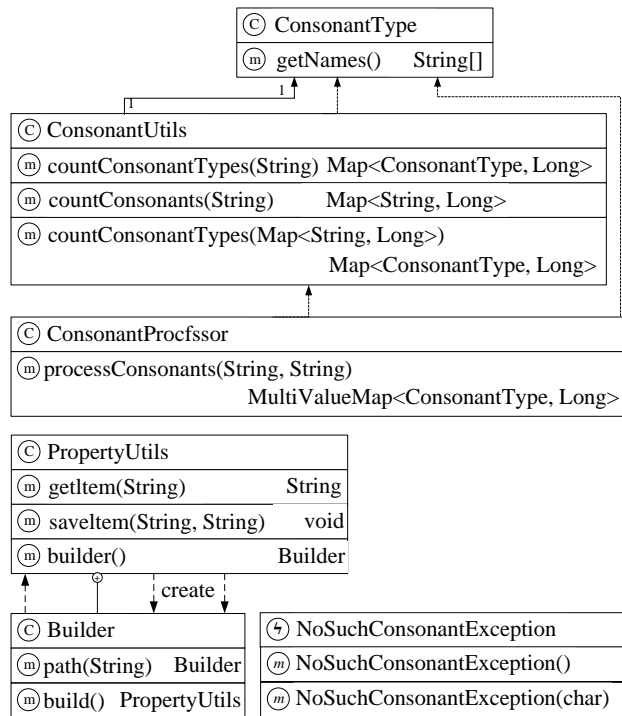 C ConsonantType
m getNames() String[]
1
1
C ConsonantUtils
m countConsonantTypes(String) Map<ConsonantType, Long>
m countConsonants(String) Map<String, Long>
m countConsonantTypes(Map<String, Long>)
Map<ConsonantType, Long>
C ConsonantProcfssor
m processConsonants(String, String)
MultiValueMap<ConsonantType, Long>
C PropertyUtils
m getItem(String) String
m saveItem(String, String) void
m builder() Builder
create
C Builder
m path(String) Builder
m build() PropertyUtils
NoSuchConsonantException
m NoSuchConsonantException()
m NoSuchConsonantException(char)